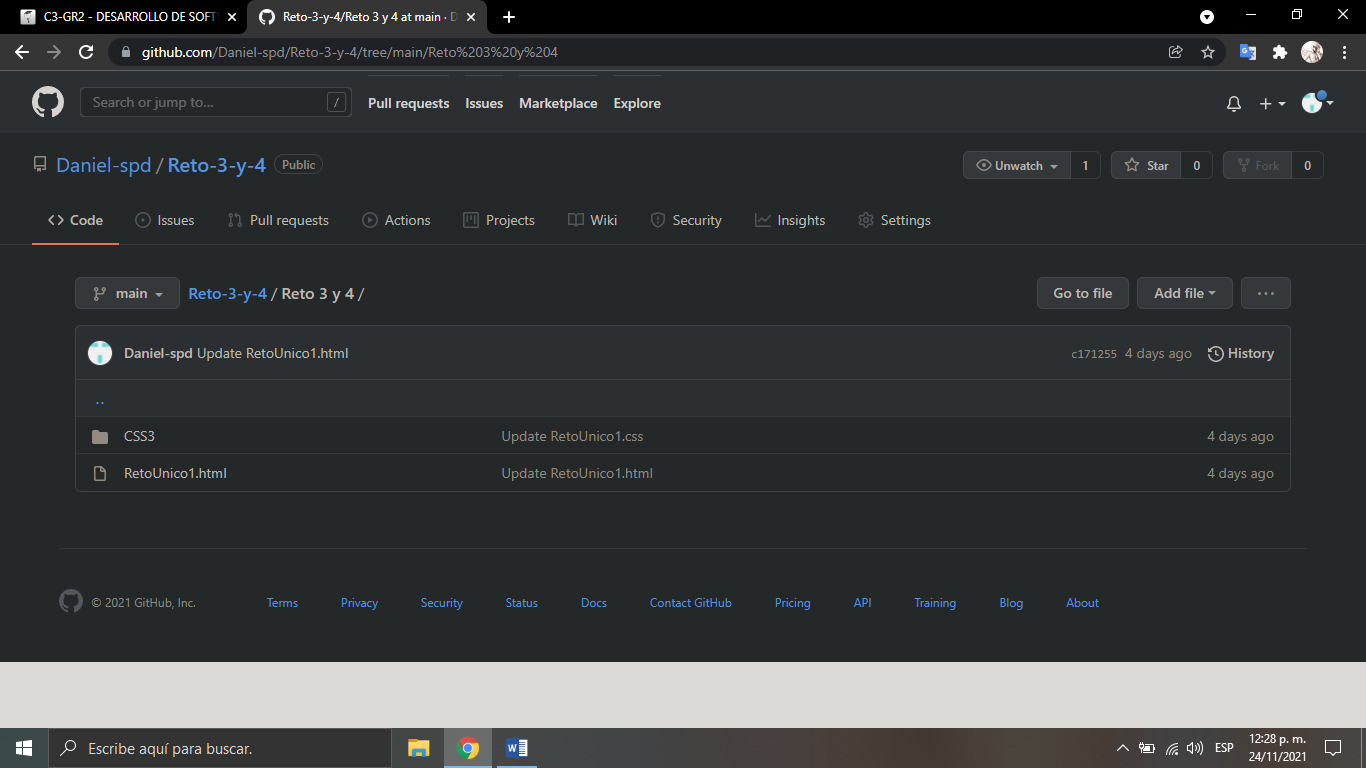 C3-GR2 - DESARROLLO DE SOFT
Reto-3-y-4/Reto 3 y 4 at main · D
github.com/Daniel-spd/Reto-3-y-4/tree/main/Reto%203%20y%204
Search or jump to... /
Pull requests Issues Marketplace Explore
Daniel-spd / Reto-3-y-4 Public
Unwatch 1 Star 0 Fork 0
Code Issues Pull requests Actions Projects Wiki Security Insights Settings
main Reto-3-y-4 / Reto 3 y 4 / Go to file Add file ...
Daniel-spd Update RetoUnico1.html c171255 4 days ago History
..
CSS3 Update RetoUnico1.css 4 days ago
RetoUnico1.html Update RetoUnico1.html 4 days ago
© 2021 GitHub, Inc. Terms Privacy Security Status Docs Contact GitHub Pricing API Training Blog About
Escribe aquí para buscar.
W
ESP
12:28 p. m.
24/11/2021